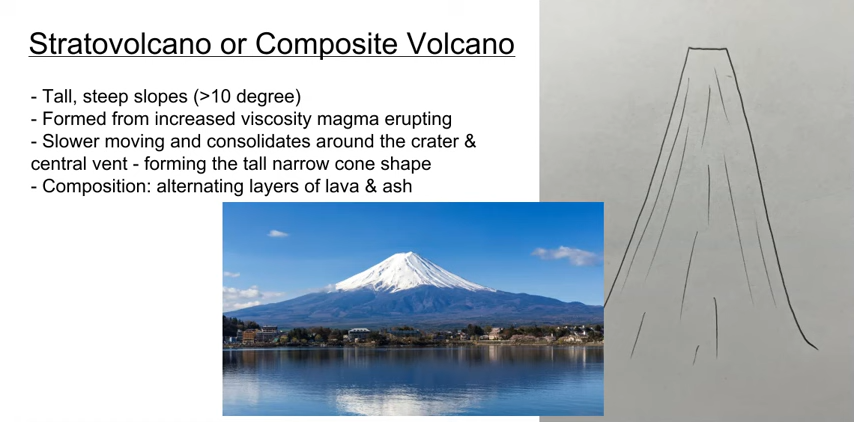 Stratovolcano or Composite Volcano
- Tall, steep slopes (>10 degree)
- Formed from increased viscosity magma erupting
- Slower moving and consolidates around the crater &
central vent - forming the tall narrow cone shape
- Composition: alternating layers of lava & ash